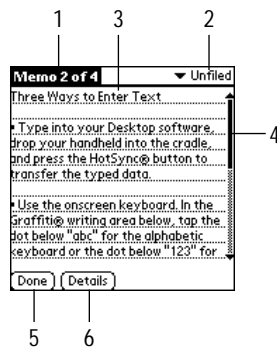 1 3 2
Memo 2 of 4 ▼ Unfiled
Three Ways to Enter Text
• Type into your Desktop software,
drop your handheld into the cradle,
and press the HotSync® button to
transfer the typed data.
4
• Use the onscreen keyboard. In the
Graffiti® writing area below, tap the
dot below "abc" for the alphabetic
keyboard or the dot below "123" for
Done Details
5 6